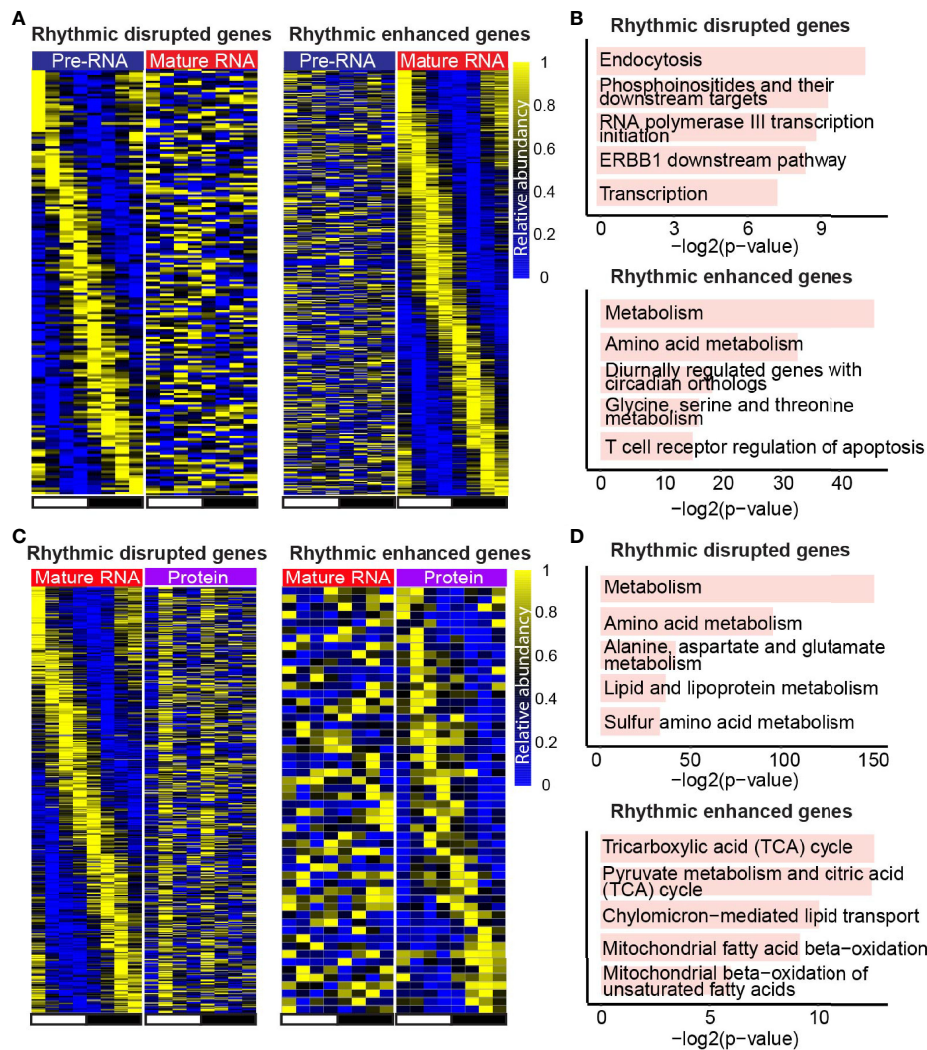 A
Rhythmic disrupted genes
Pre-RNA
Mature RNA
Rhythmic enhanced genes
Pre-RNA
Mature RNA
1
0.8
0.6
0.4
0.2
0
Relative abundancy
B
Rhythmic disrupted genes
Endocytosis
Phosphoinositides and their
downstream targets
RNA polymerase III transcription
initiation
ERBB1 downstream pathway
Transcription
0 3 6 9
−log2(p−value)
Rhythmic enhanced genes
Metabolism
Amino acid metabolism
Diurnally regulated genes with
circadian orthologs
Glycine, serine and threonine
metabolism
T cell receptor regulation of apoptosis
0 10 20 30 40
−log2(p−value)
C
Rhythmic disrupted genes
Mature RNA
Protein
Rhythmic enhanced genes
Mature RNA
Protein
1
0.8
0.6
0.4
0.2
0
Relative abundancy
D
Rhythmic disrupted genes
Metabolism
Amino acid metabolism
Alanine, aspartate and glutamate
metabolism
Lipid and lipoprotein metabolism
Sulfur amino acid metabolism
0 50 100 150
−log2(p−value)
Rhythmic enhanced genes
Tricarboxylic acid (TCA) cycle
Pyruvate metabolism and citric acid
(TCA) cycle
Chylomicron−mediated lipid transport
Mitochondrial fatty acid beta−oxidation
Mitochondrial beta−oxidation of
unsaturated fatty acids
0 5 10
−log2(p−value)